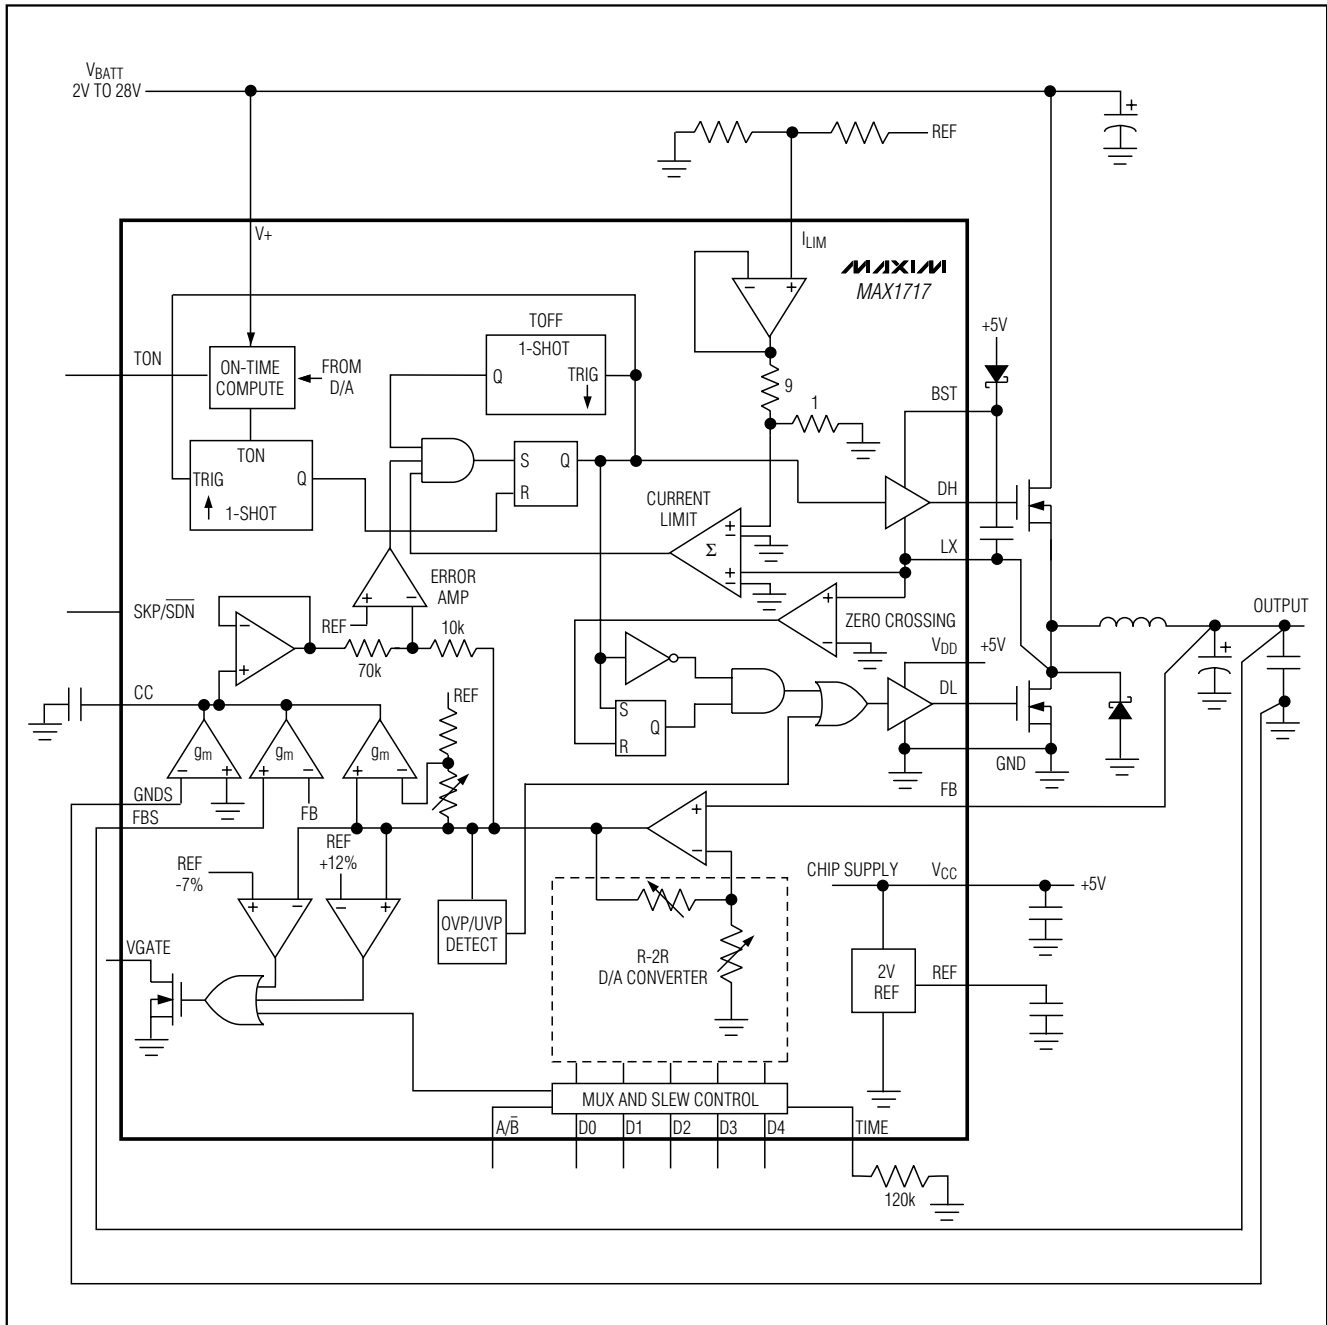 VBATT
2V TO 28V
REF
V+
ILIM
MAXIM
MAX1717
TOFF
1-SHOT
Q
TRIG
+5V
TON
ON-TIME
COMPUTE
FROM
D/A
9
1
BST
TON
TRIG
Q
1-SHOT
S
Q
R
DH
CURRENT
LIMIT
+
−
Σ
+
−
LX
ERROR
AMP
+
−
REF
SKP/SDN
−
+
10k
70k
+
−
ZERO CROSSING
OUTPUT
VDD
+5V
DL
CC
REF
S
Q
R
gm
gm
gm
−
+
+
−
+
−
GND
GNDS
FB
FBS
FB
+
−
REF
-7%
REF
+12%
+
−
−
+
OVP/UVP
DETECT
CHIP SUPPLY
VCC
+5V
VGATE
R-2R
D/A CONVERTER
2V
REF
REF
MUX AND SLEW CONTROL
A/B̅
D0
D1
D2
D3
D4
TIME
120k